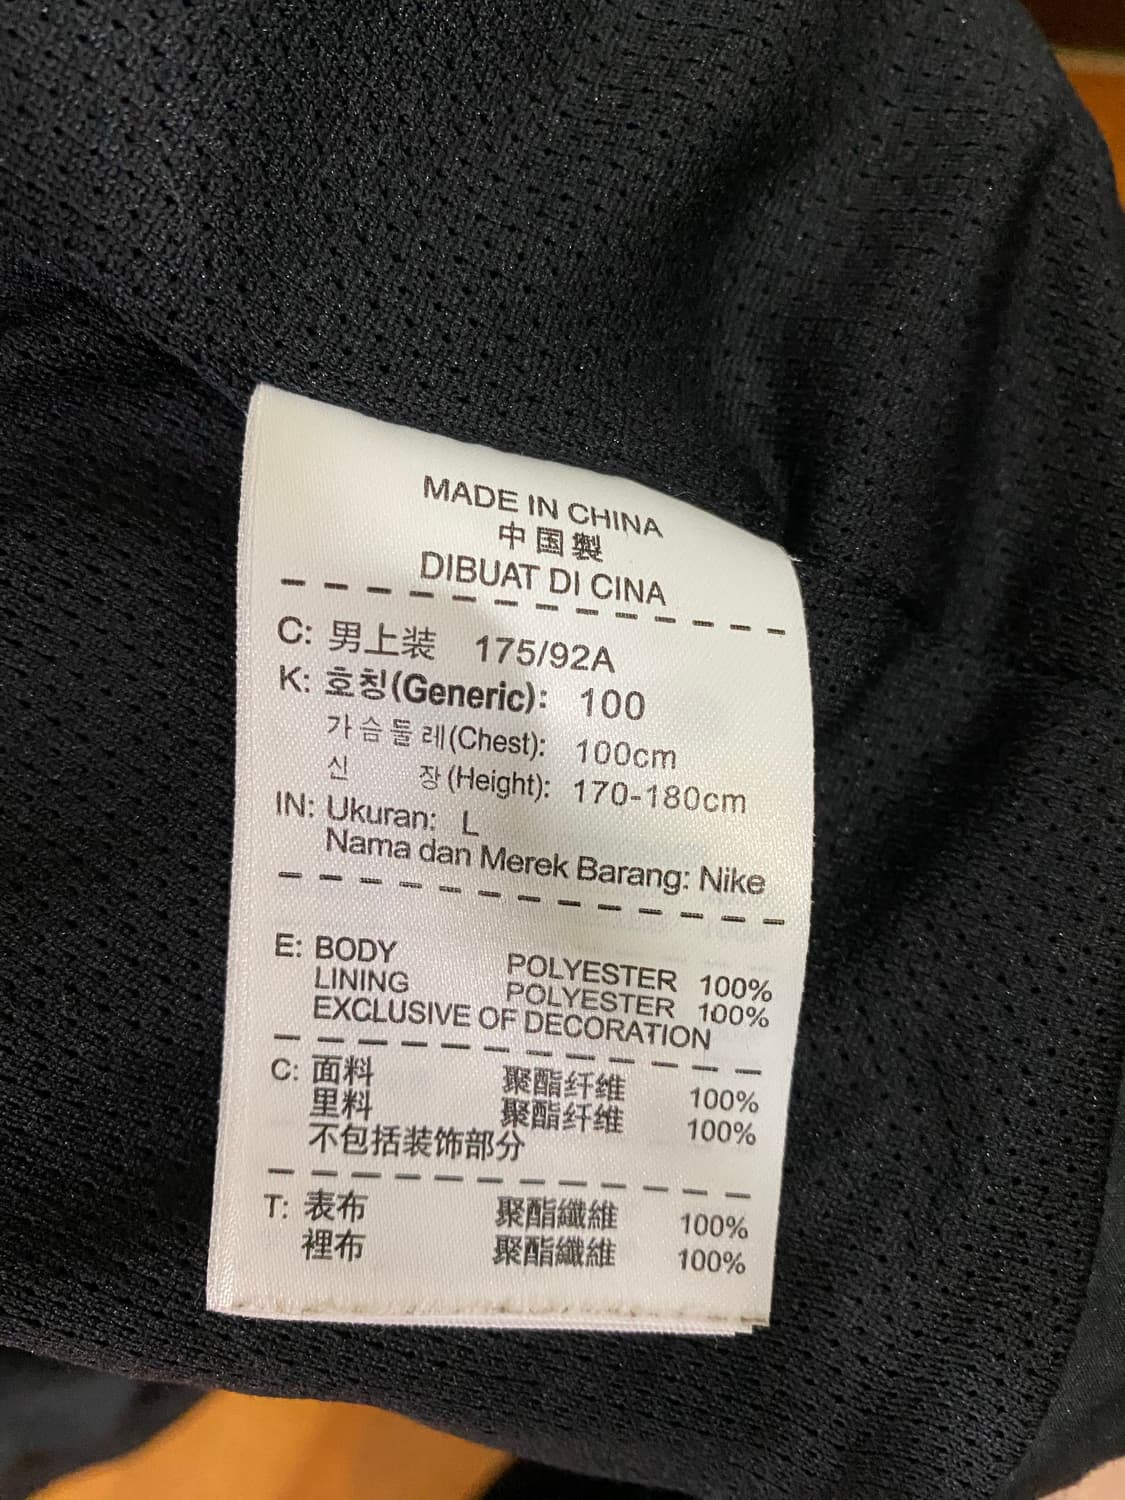 MADE IN CHINA
中国製
DIBUAT DI CINA
C: 男上装 175/92A
K: 호칭(Generic): 100
가슴둘레(Chest): 100cm
신 장(Height): 170-180cm
IN: Ukuran: L
Nama dan Merek Barang: Nike
E: BODY POLYESTER 100%
LINING POLYESTER 100%
EXCLUSIVE OF DECORATION
C: 面料 聚酯纤维 100%
里料 聚酯纤维 100%
不包括装饰部分
T: 表布 聚酯纖維 100%
裡布 聚酯纖維 100%